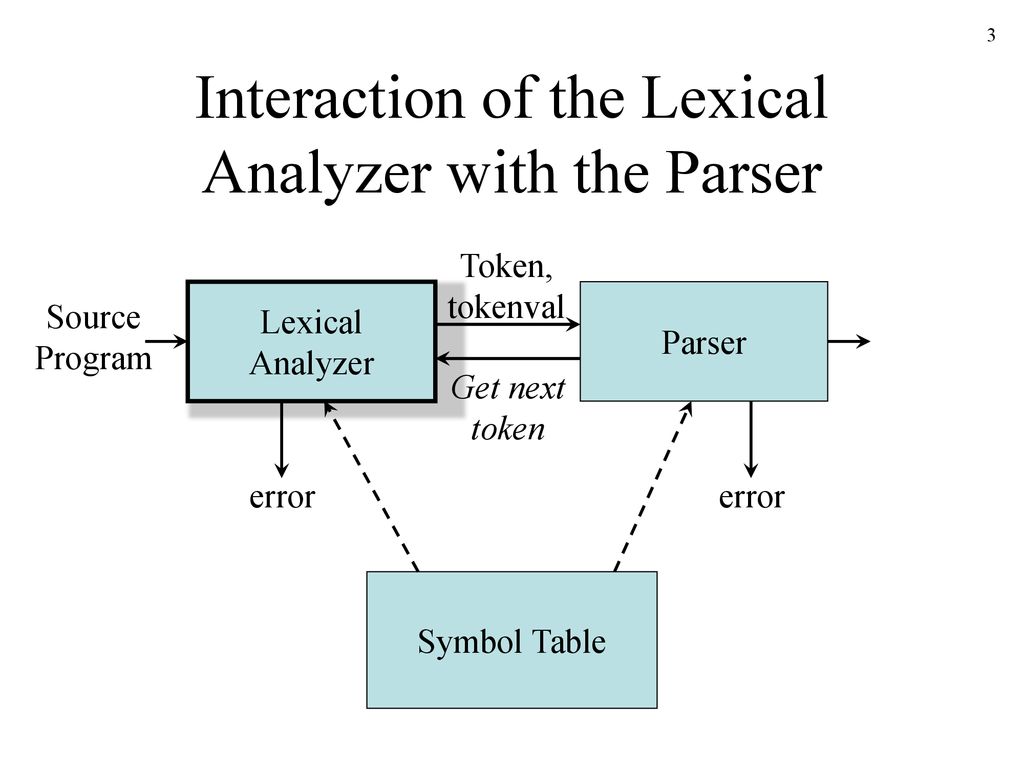 3
Interaction of the Lexical
Analyzer with the Parser
Source
Program
Lexical
Analyzer
Token,
tokenval
Get next
token
Parser
error
error
Symbol Table